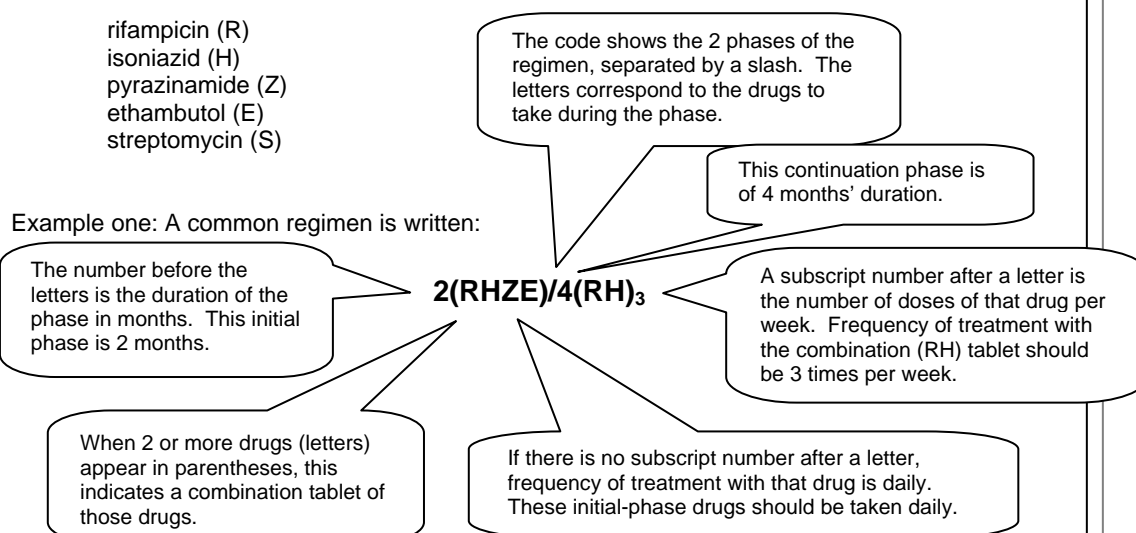 rifampicin (R)
isoniazid (H)
pyrazinamide (Z)
ethambutol (E)
streptomycin (S)
The code shows the 2 phases of the
regimen, separated by a slash. The
letters correspond to the drugs to
take during the phase.
This continuation phase is
of 4 months' duration.
Example one: A common regimen is written:
The number before the
letters is the duration of the
phase in months. This initial
phase is 2 months.
2(RHZE)/4(RH)₃
A subscript number after a letter is
the number of doses of that drug per
week. Frequency of treatment with
the combination (RH) tablet should
be 3 times per week.
When 2 or more drugs (letters)
appear in parentheses, this
indicates a combination tablet of
those drugs.
If there is no subscript number after a letter,
frequency of treatment with that drug is daily.
These initial-phase drugs should be taken daily.